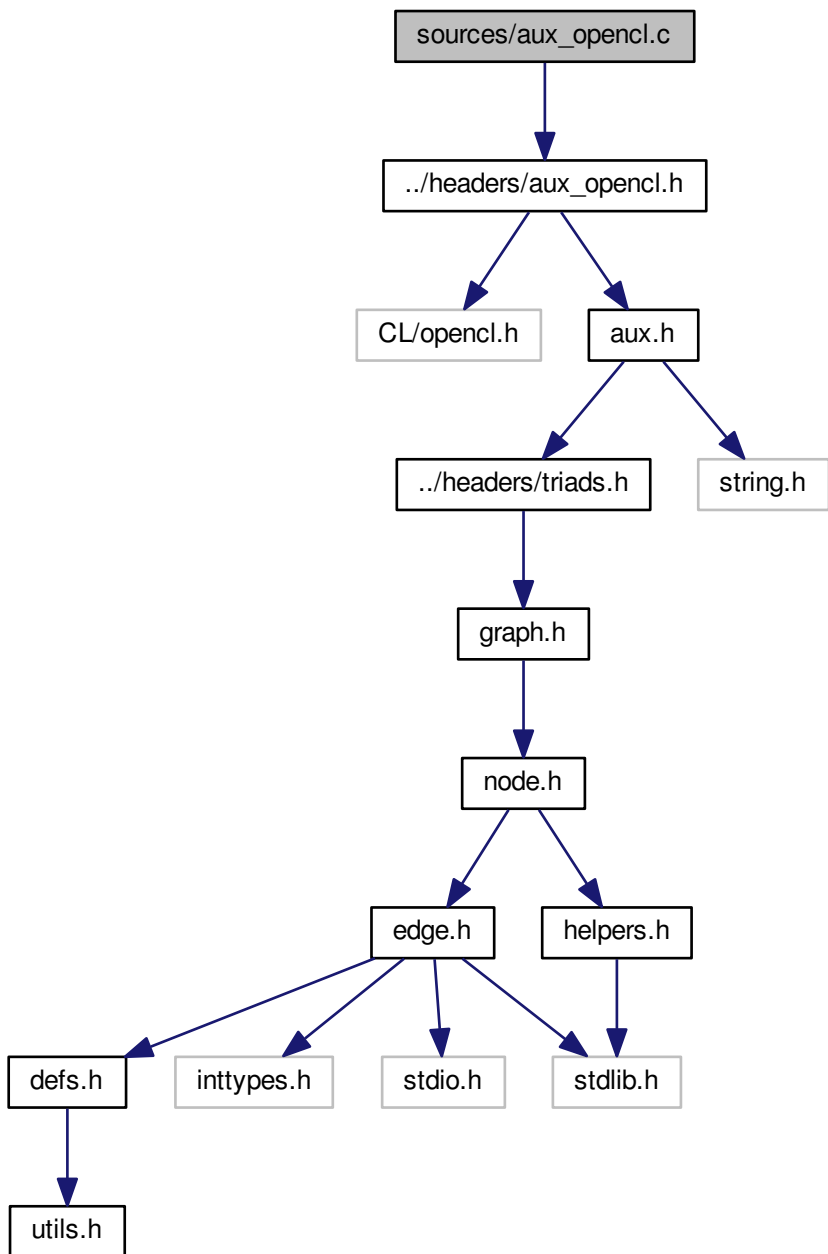 sources/aux_opencl.c
../headers/aux_opencl.h
CL/opencl.h
aux.h
../headers/triads.h
string.h
graph.h
node.h
edge.h
helpers.h
defs.h
inttypes.h
stdio.h
stdlib.h
utils.h